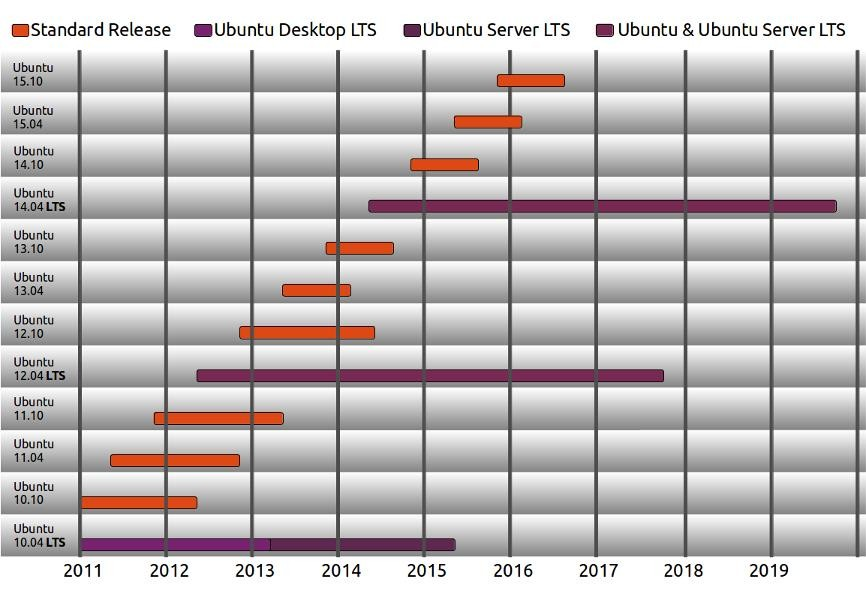 Standard Release Ubuntu Desktop LTS Ubuntu Server LTS Ubuntu & Ubuntu Server LTS
Ubuntu
15.10
Ubuntu
15.04
Ubuntu
14.10
Ubuntu
14.04 LTS
Ubuntu
13.10
Ubuntu
13.04
Ubuntu
12.10
Ubuntu
12.04 LTS
Ubuntu
11.10
Ubuntu
11.04
Ubuntu
10.10
Ubuntu
10.04 LTS
2011 2012 2013 2014 2015 2016 2017 2018 2019